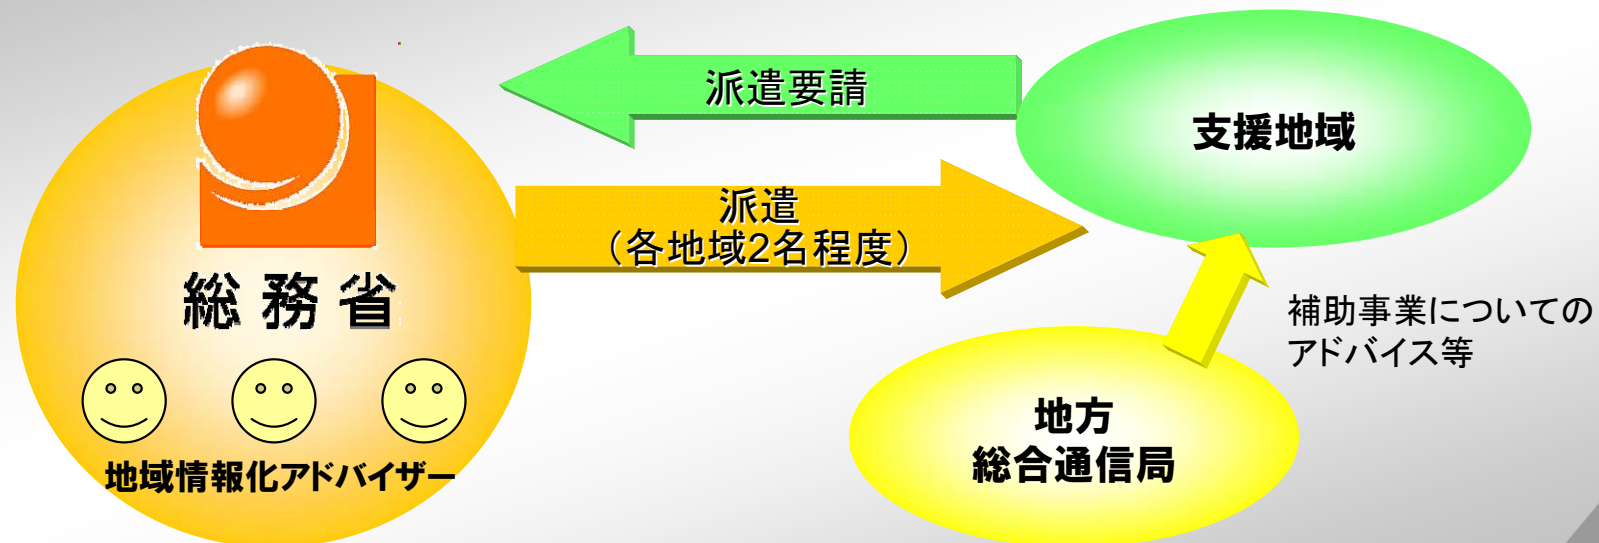 派遣要請
支援地域
派遣
（各地域2名程度）
総務省
地域情報化アドバイザー
補助事業についての
アドバイス等
地方
総合通信局